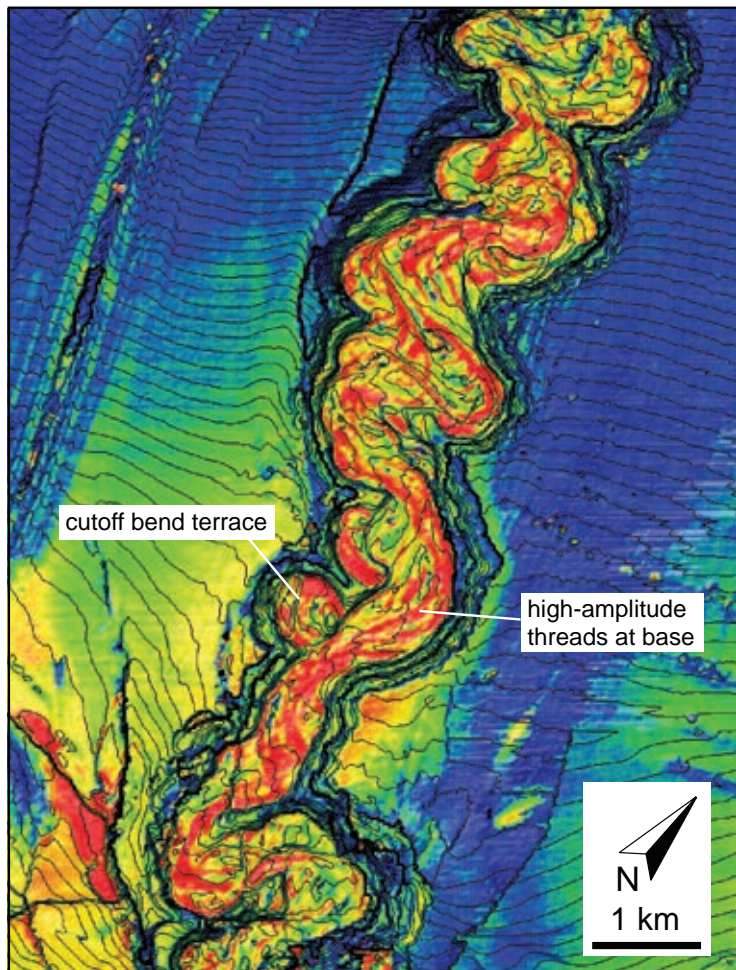 cutoff bend terrace
high-amplitude
threads at base
N
1 km